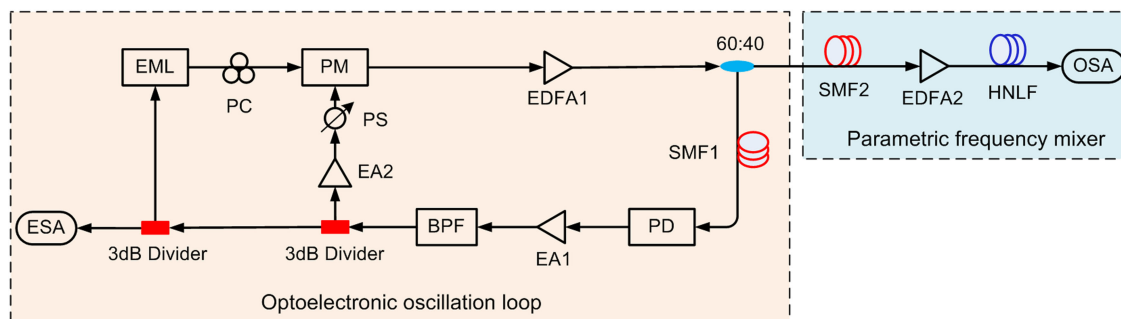 60:40
EML
PM
PC
EDFA1
SMF2
EDFA2
HNLF
OSA
PS
Parametric frequency mixer
SMF1
EA2
ESA
BPF
PD
3dB Divider
3dB Divider
EA1
Optoelectronic oscillation loop